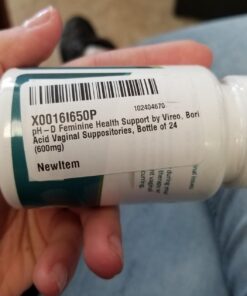 X0016I650P
102404670
pH-D Feminine Health Support by Vireo, Bori
Acid Vaginal Suppositories, Bottle of 24
(600mg)
NewItem